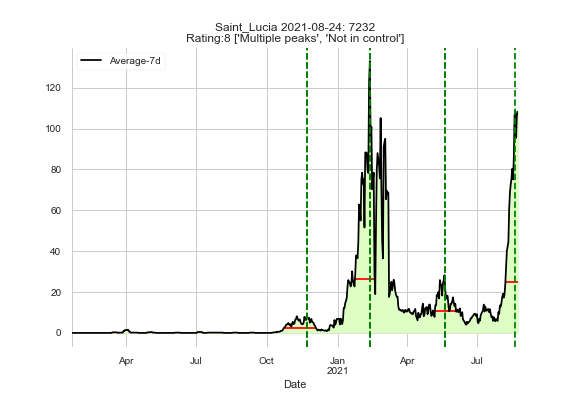 Saint_Lucia 2021-08-24: 7232
Rating:8 ['Multiple peaks', 'Not in control']
Average-7d
120
100
80
60
40
20
0
Apr Jul Oct Jan Apr Jul
2021
Date